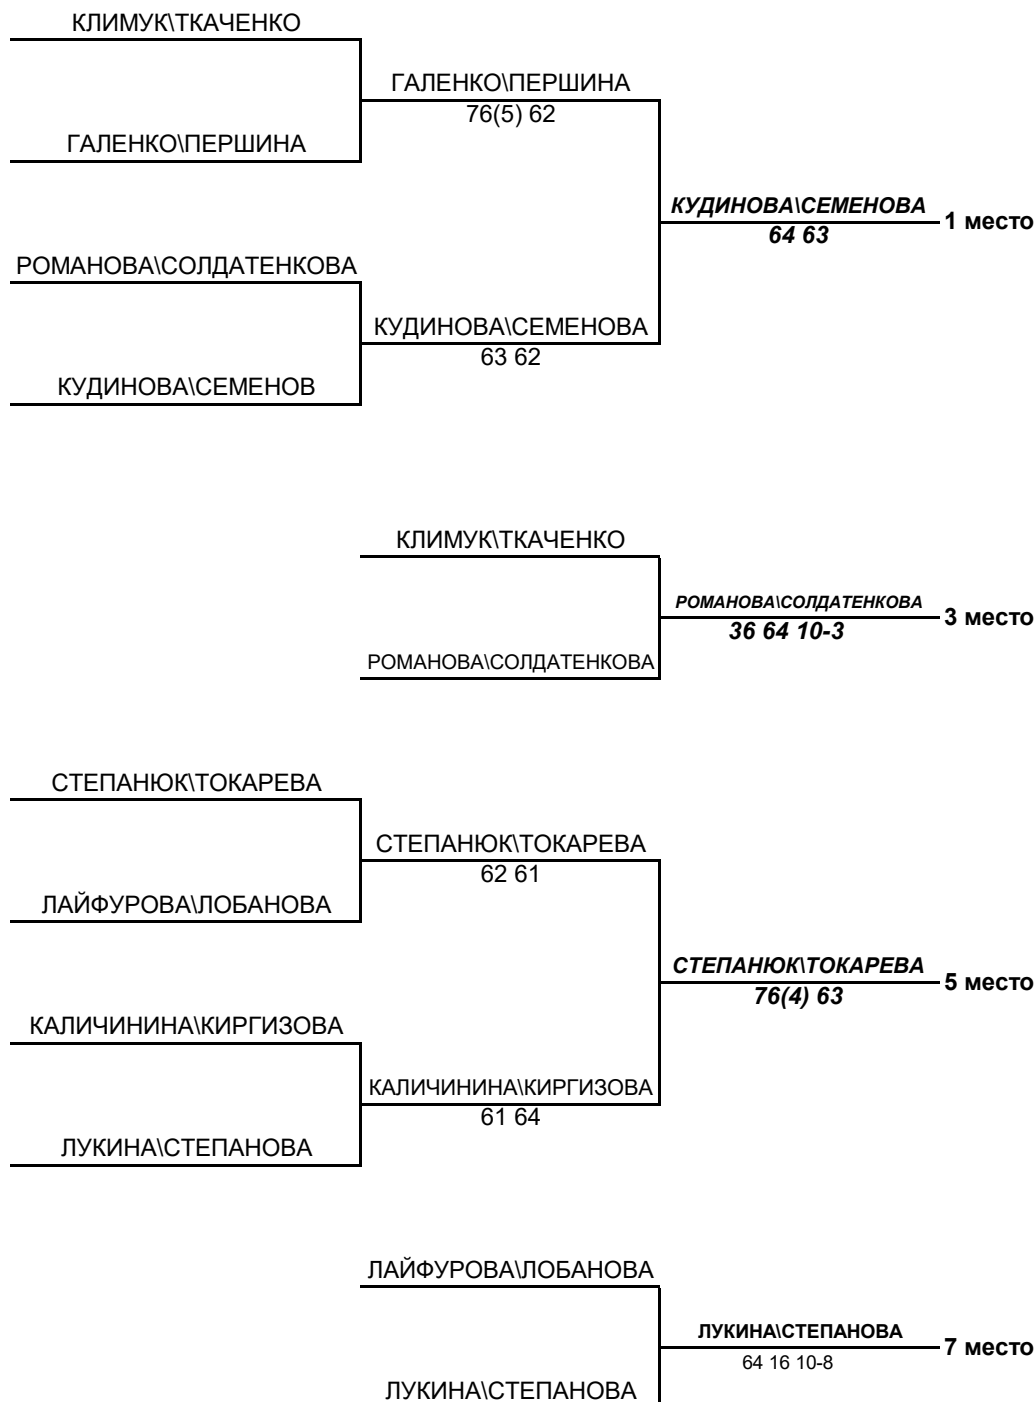 КЛИМУК\ТКАЧЕНКО
ГАЛЕНКО\ПЕРШИНА
76(5) 62
ГАЛЕНКО\ПЕРШИНА
КУДИНОВА\СЕМЕНОВА
1 место
64 63
РОМАНОВА\СОЛДАТЕНКОВА
КУДИНОВА\СЕМЕНОВА
63 62
КУДИНОВА\СЕМЕНОВ
КЛИМУК\ТКАЧЕНКО
РОМАНОВА\СОЛДАТЕНКОВА
3 место
36 64 10-3
РОМАНОВА\СОЛДАТЕНКОВА
СТЕПАНЮК\ТОКАРЕВА
СТЕПАНЮК\ТОКАРЕВА
62 61
ЛАЙФУРОВА\ЛОБАНОВА
СТЕПАНЮК\ТОКАРЕВА
5 место
76(4) 63
КАЛИЧИНИНА\КИРГИЗОВА
КАЛИЧИНИНА\КИРГИЗОВА
61 64
ЛУКИНА\СТЕПАНОВА
ЛАЙФУРОВА\ЛОБАНОВА
ЛУКИНА\СТЕПАНОВА
7 место
64 16 10-8
ЛУКИНА\СТЕПАНОВА